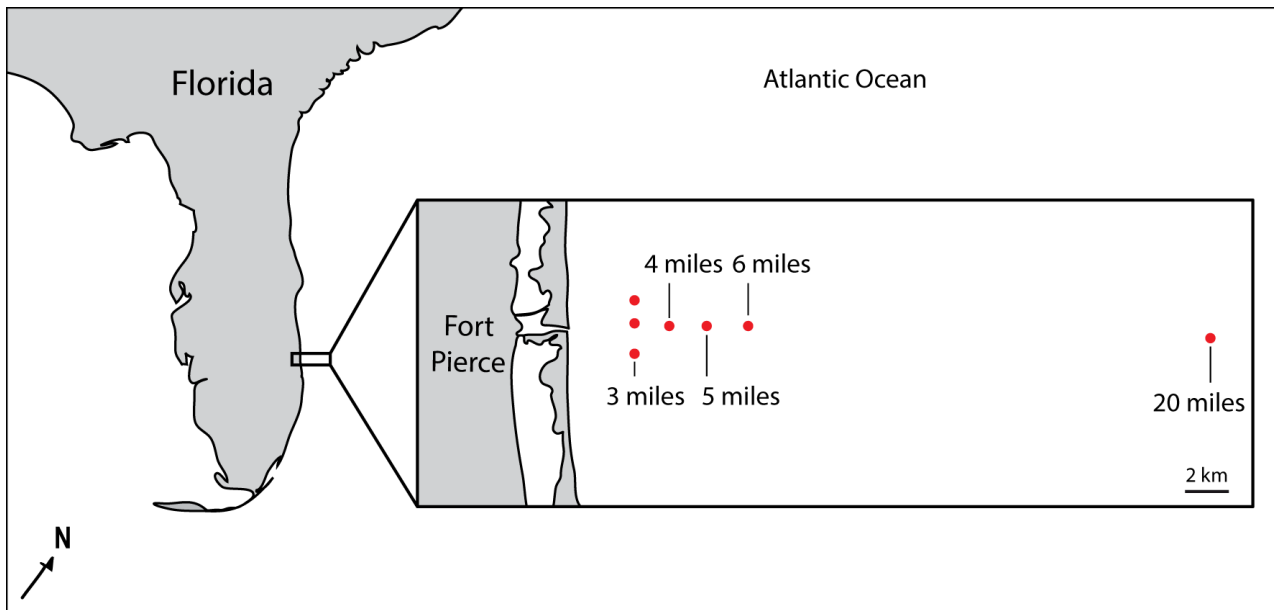 Florida
Atlantic Ocean
4 miles
6 miles
Fort
Pierce
3 miles
5 miles
20 miles
2 km
N